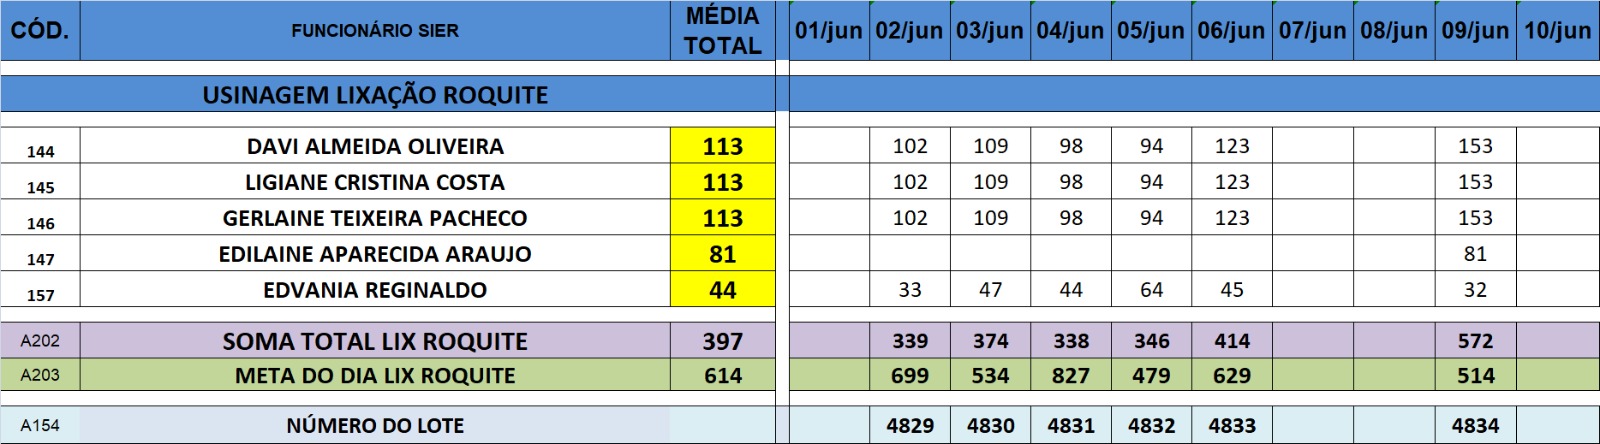 CÓD. FUNCIONÁRIO SIER MÉDIA TOTAL 01/jun 02/jun 03/jun 04/jun 05/jun 06/jun 07/jun 08/jun 09/jun 10/jun
USINAGEM LIXAÇÃO ROQUITE
144 DAVI ALMEIDA OLIVEIRA 113 102 109 98 94 123 153
145 LIGIANE CRISTINA COSTA 113 102 109 98 94 123 153
146 GERLAINE TEIXEIRA PACHECO 113 102 109 98 94 123 153
147 EDILAINE APARECIDA ARAUJO 81 81
157 EDVANIA REGINALDO 44 33 47 44 64 45 32
A202 SOMA TOTAL LIX ROQUITE 397 339 374 338 346 414 572
A203 META DO DIA LIX ROQUITE 614 699 534 827 479 629 514
A154 NÚMERO DO LOTE 4829 4830 4831 4832 4833 4834